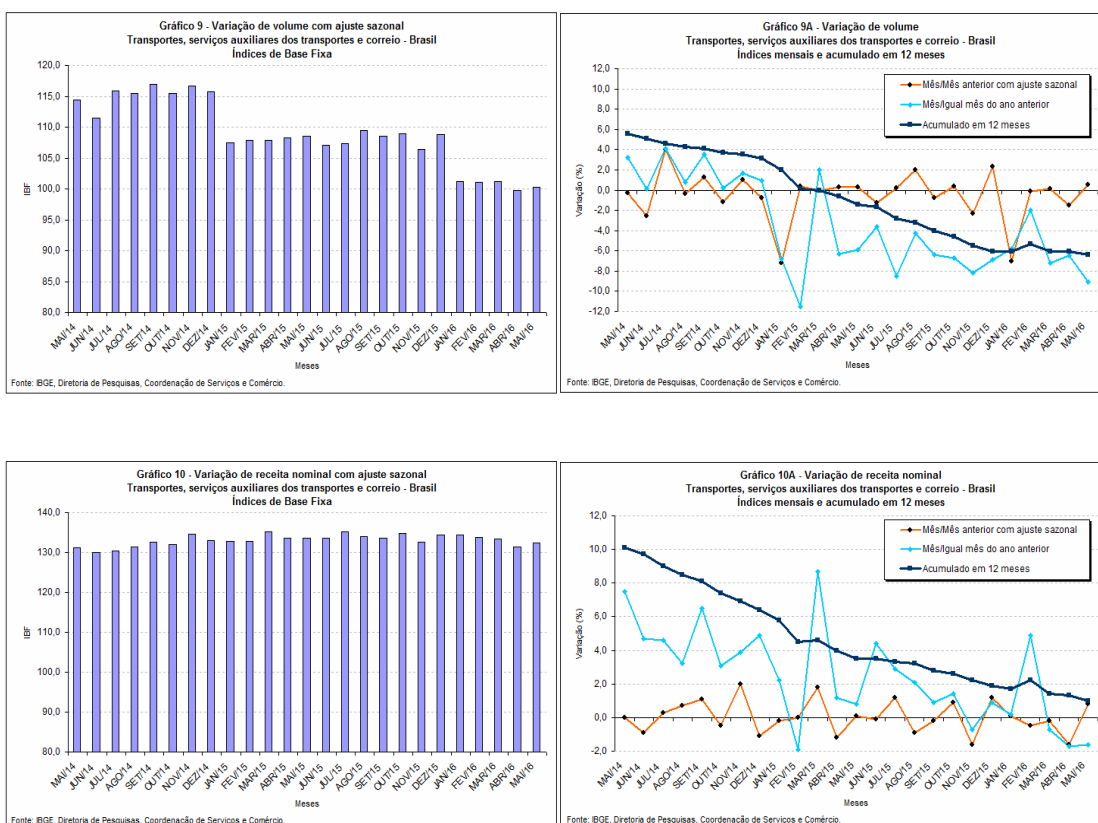 Gráfico 9 - Variação de volume com ajuste sazonal
Transportes, serviços auxiliares dos transportes e correio - Brasil
Índices de Base Fixa
120,0
115,0
110,0
105,0
100,0
95,0
90,0
85,0
80,0
IBF
MAI/14
JUN/14
JUL/14
AGO/14
SET/14
OUT/14
NOV/14
DEZ/14
JAN/15
FEV/15
MAR/15
ABR/15
MAI/15
JUN/15
JUL/15
AGO/15
SET/15
OUT/15
NOV/15
DEZ/15
JAN/16
FEV/16
MAR/16
ABR/16
MAI/16
Meses
Fonte: IBGE, Diretoria de Pesquisas, Coordenação de Serviços e Comércio.
Gráfico 9A - Variação de volume
Transportes, serviços auxiliares dos transportes e correio - Brasil
Índices mensais e acumulado em 12 meses
12,0
10,0
8,0
6,0
4,0
2,0
0,0
-2,0
-4,0
-6,0
-8,0
-10,0
-12,0
Variação (%)
Mês/Mês anterior com ajuste sazonal
Mês/Igual mês do ano anterior
Acumulado em 12 meses
MAI/14
JUN/14
JUL/14
AGO/14
SET/14
OUT/14
NOV/14
DEZ/14
JAN/15
FEV/15
MAR/15
ABR/15
MAI/15
JUN/15
JUL/15
AGO/15
SET/15
OUT/15
NOV/15
DEZ/15
JAN/16
FEV/16
MAR/16
ABR/16
MAI/16
Meses
Fonte: IBGE, Diretoria de Pesquisas, Coordenação de Serviços e Comércio.
Gráfico 10 - Variação de receita nominal com ajuste sazonal
Transportes, serviços auxiliares dos transportes e correio - Brasil
Índices de Base Fixa
140,0
130,0
120,0
110,0
100,0
90,0
80,0
IBF
MAI/14
JUN/14
JUL/14
AGO/14
SET/14
OUT/14
NOV/14
DEZ/14
JAN/15
FEV/15
MAR/15
ABR/15
MAI/15
JUN/15
JUL/15
AGO/15
SET/15
OUT/15
NOV/15
DEZ/15
JAN/16
FEV/16
MAR/16
ABR/16
MAI/16
Meses
Fonte: IBGE, Diretoria de Pesquisas, Coordenação de Serviços e Comércio.
Gráfico 10A - Variação de receita nominal
Transportes, serviços auxiliares dos transportes e correio - Brasil
Índices mensais e acumulado em 12 meses
12,0
10,0
8,0
6,0
4,0
2,0
0,0
-2,0
Variação (%)
Mês/Mês anterior com ajuste sazonal
Mês/Igual mês do ano anterior
Acumulado em 12 meses
MAI/14
JUN/14
JUL/14
AGO/14
SET/14
OUT/14
NOV/14
DEZ/14
JAN/15
FEV/15
MAR/15
ABR/15
MAI/15
JUN/15
JUL/15
AGO/15
SET/15
OUT/15
NOV/15
DEZ/15
JAN/16
FEV/16
MAR/16
ABR/16
MAI/16
Meses
Fonte: IBGE, Diretoria de Pesquisas, Coordenação de Serviços e Comércio.